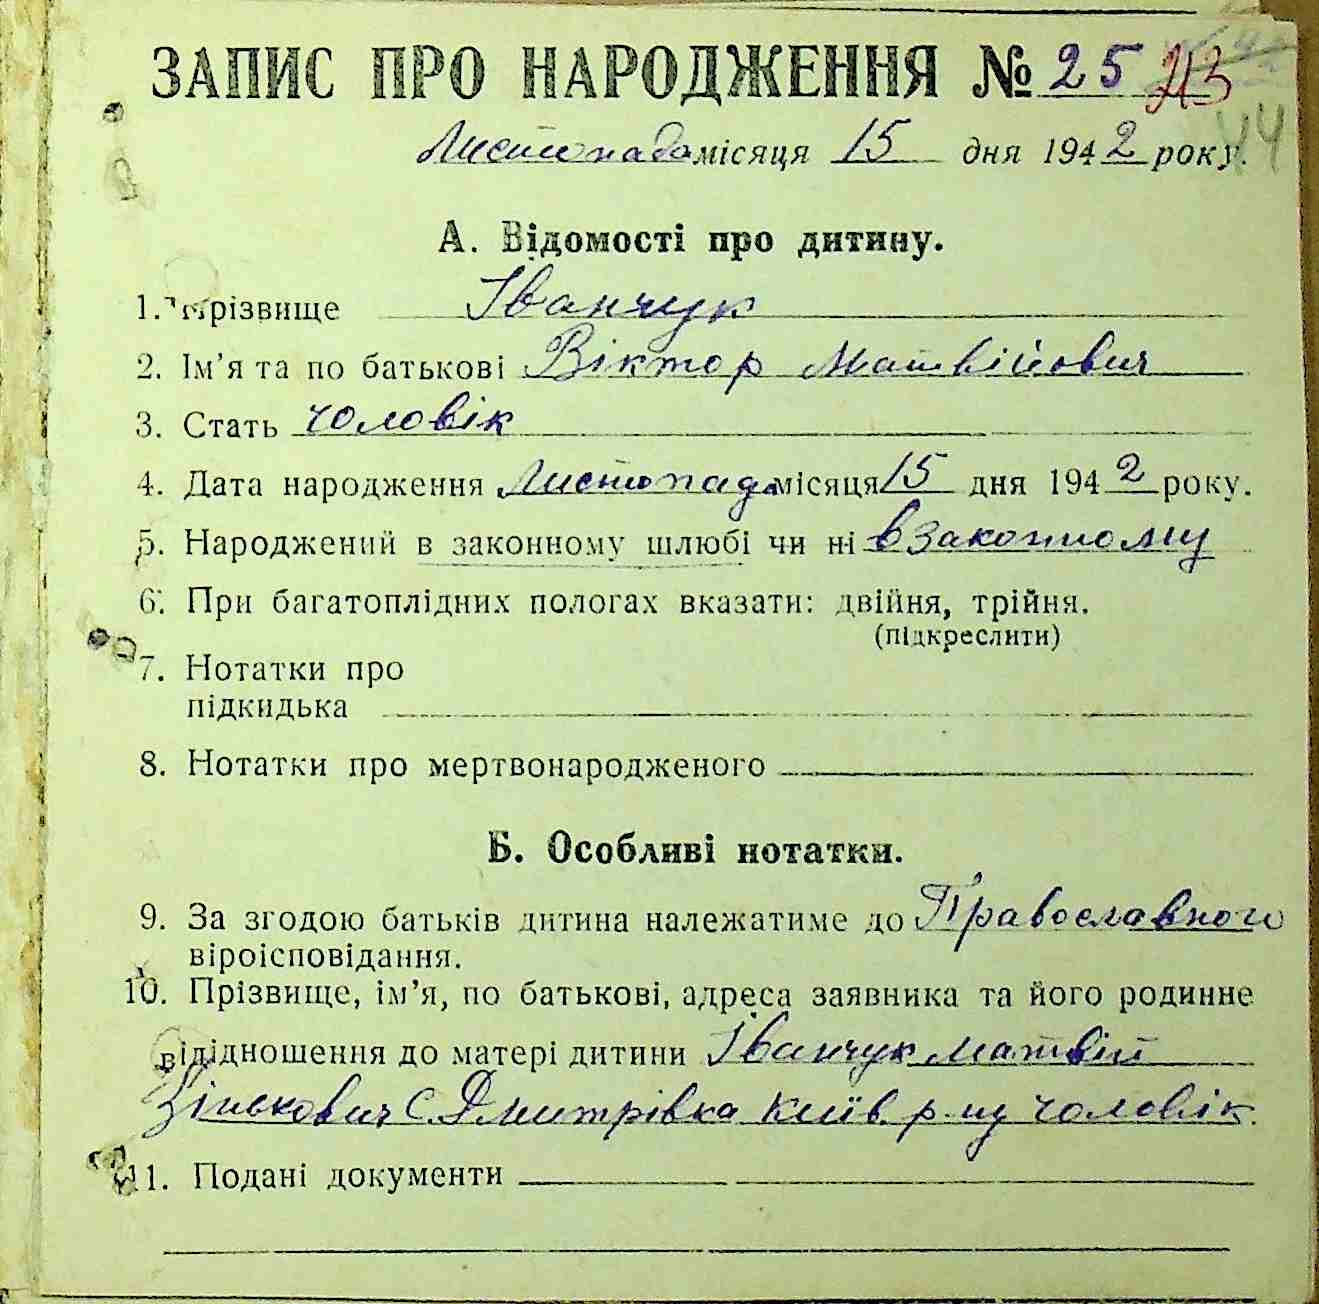 ЗАПИС ПРО НАРОДЖЕННЯ № 25
Листопада місяця 15 дня 1942 року.
А. Відомості про дитину.
1. Прізвище Іванчук
2. Ім'я та по батькові Віктор Матвійович
3. Стать чоловік
4. Дата народження Листопада місяця 15 дня 1942 року.
5. Народжений в законному шлюбі чи ні в законному
6. При багатоплідних пологах вказати: двійня, трійня.
(підкреслити)
7. Нотатки про
підкидька
8. Нотатки про мертвонародженого
Б. Особливі нотатки.
9. За згодою батьків дитина належатиме до Православного
віроісповідання.
10. Прізвище, ім'я, по батькові, адреса заявника та його родинне
відношення до матері дитини Іванчук Матвій
Зінькович С. Дмитрівка Київ р-ну чоловік
11. Подані документи